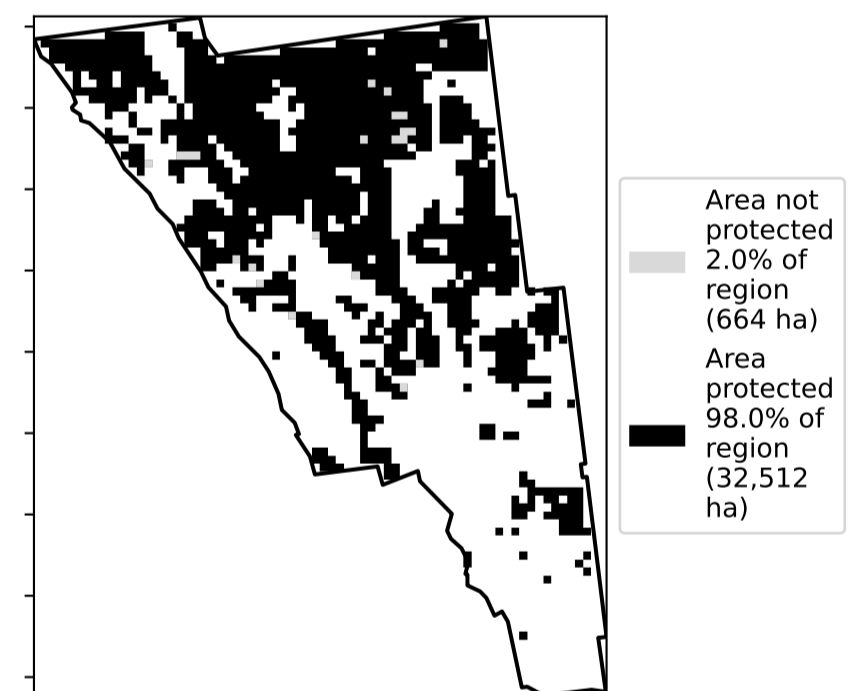 Area not
protected
2.0% of
region
(664 ha)
Area
protected
98.0% of
region
(32,512
ha)